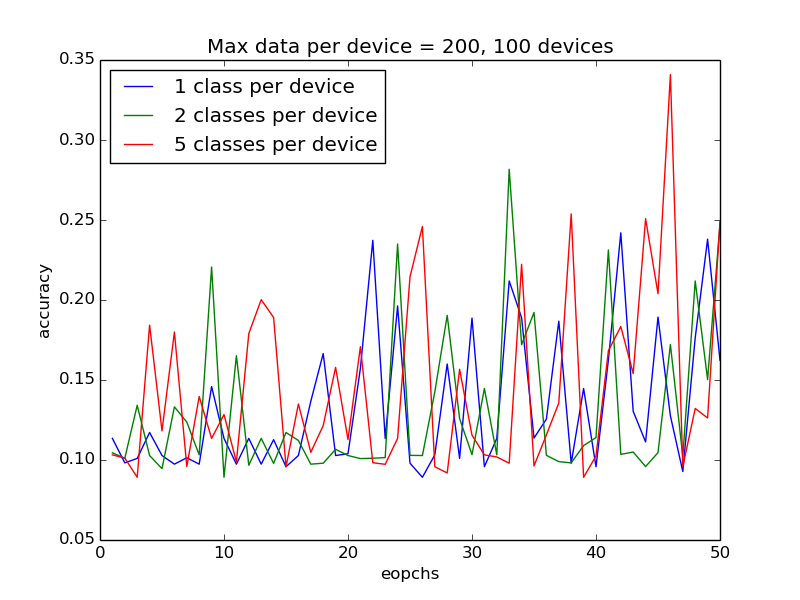 Max data per device = 200, 100 devices
0.35
0.30
0.25
0.20
0.15
0.10
0.05
accuracy
1 class per device
2 classes per device
5 classes per device
0 10 20 30 40 50
eopchs